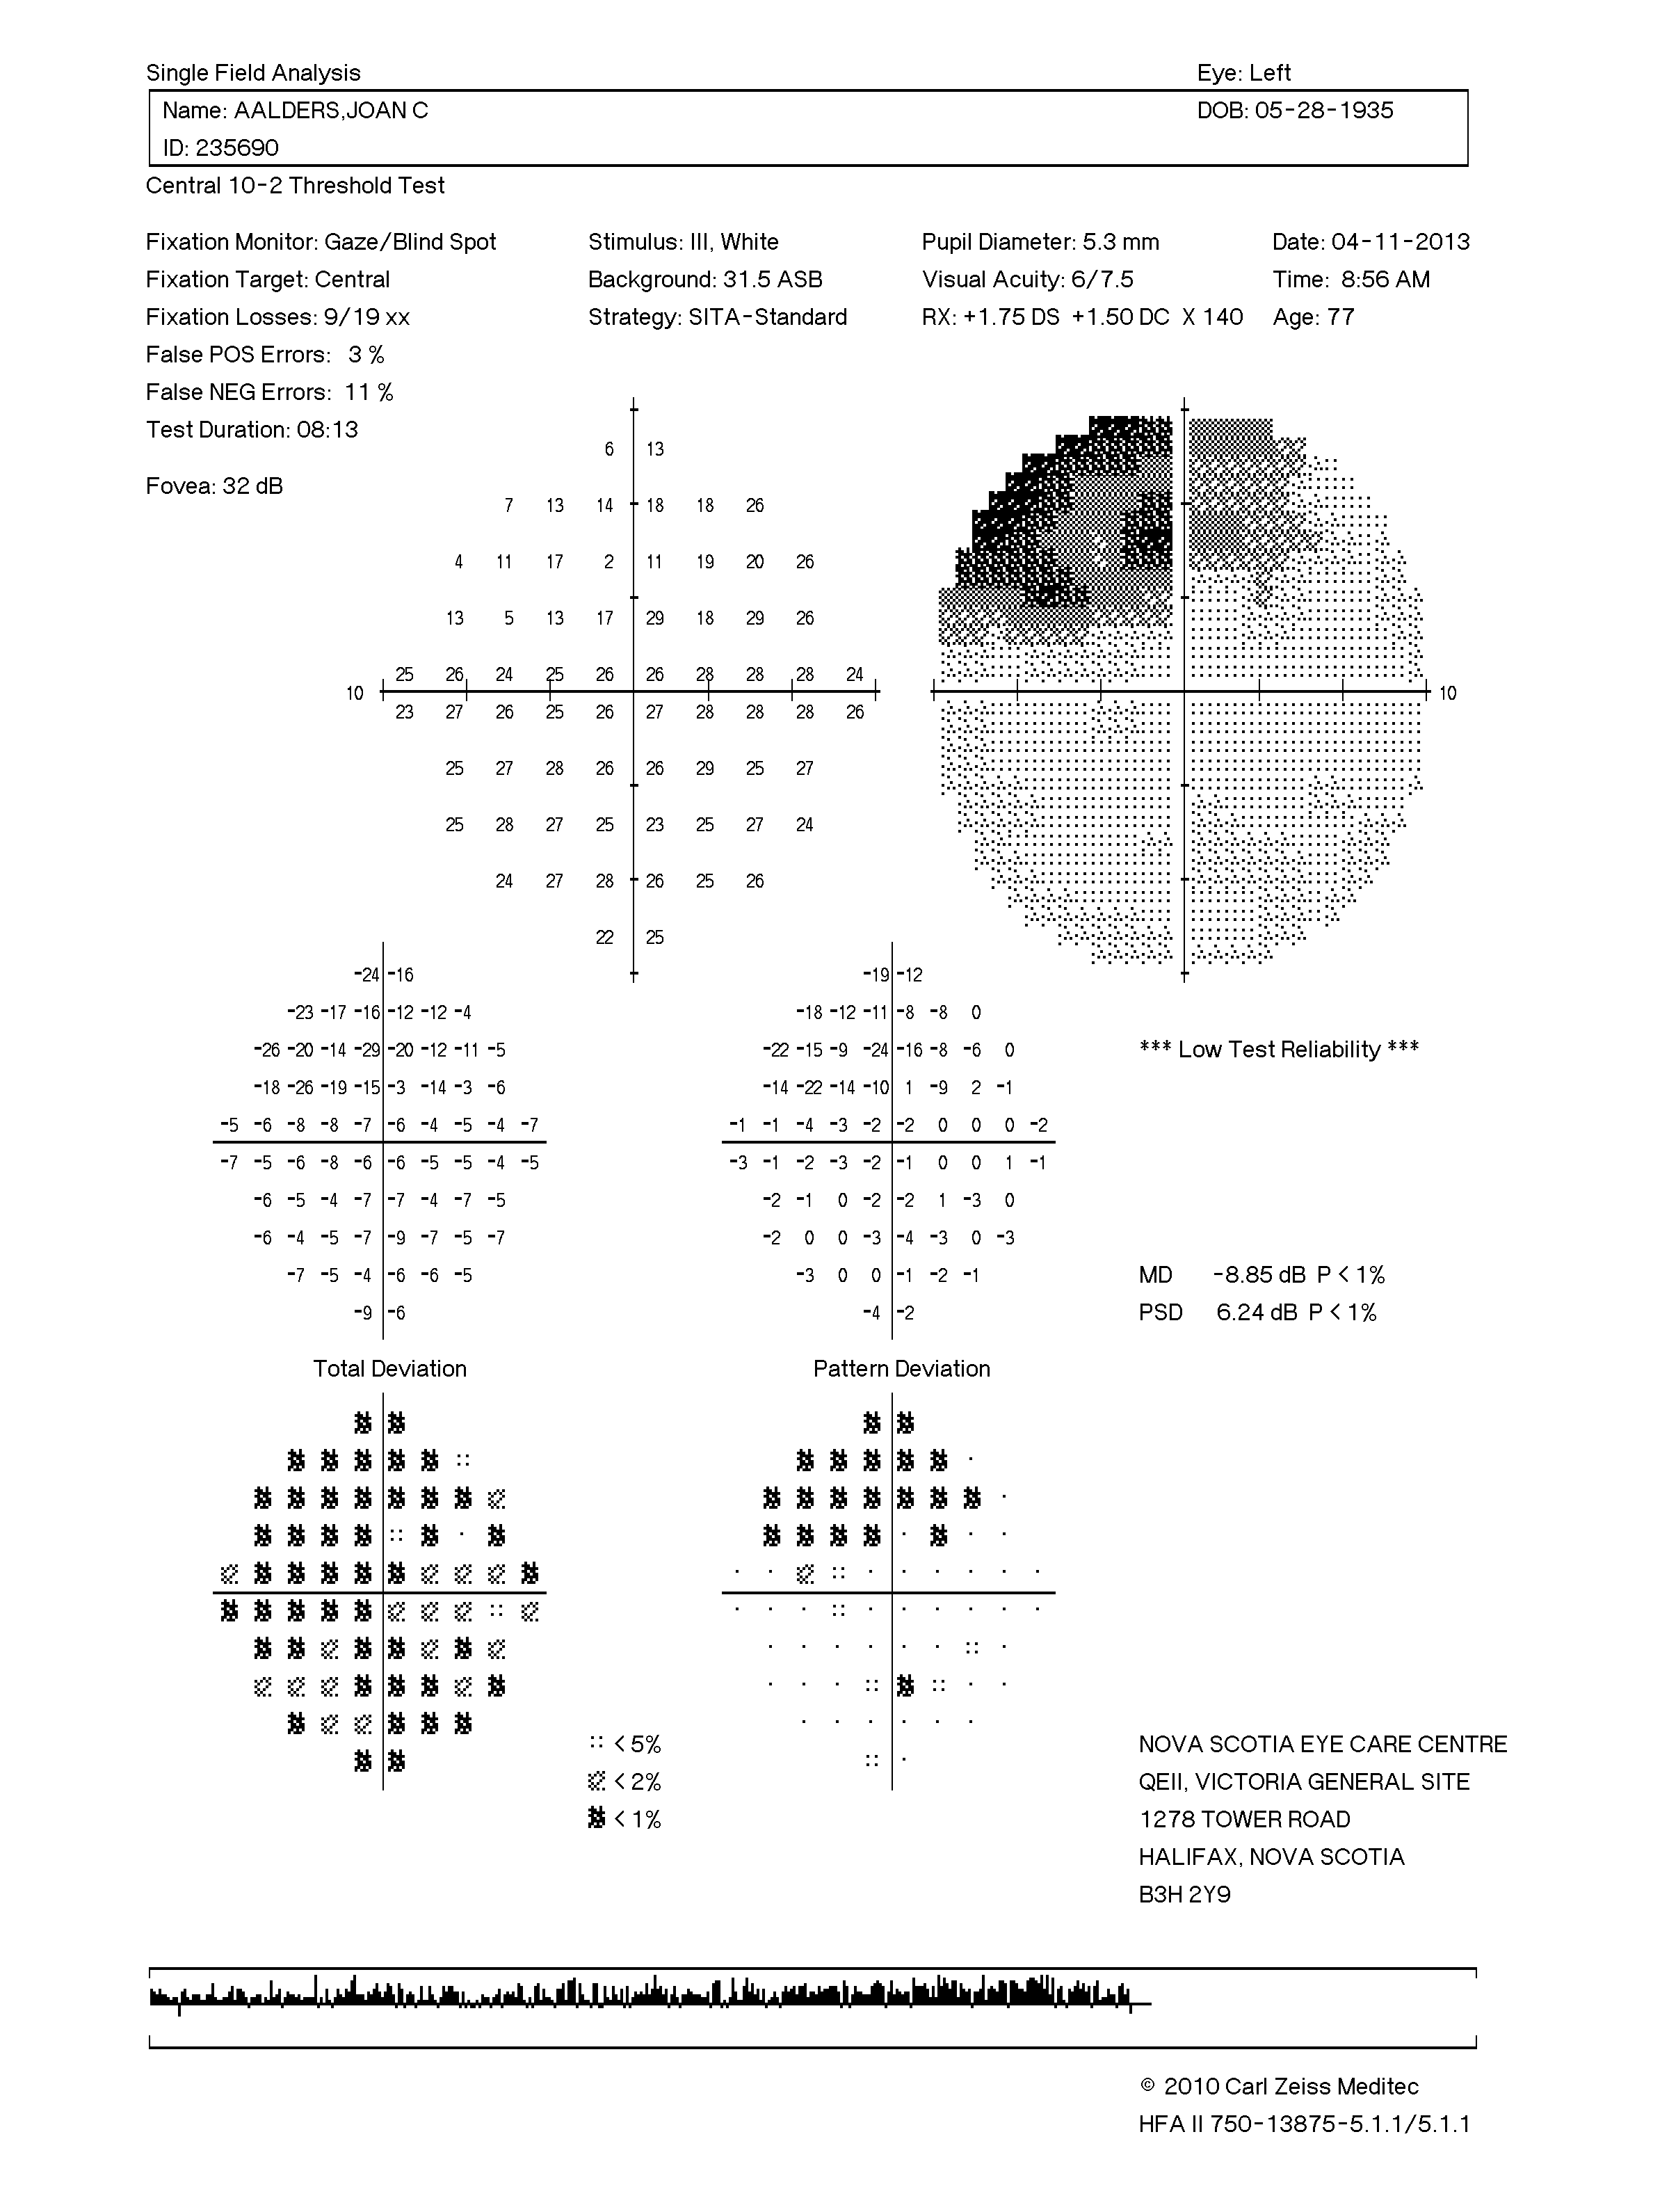 Single Field Analysis Eye: Left
Name: AALDERS,JOAN C DOB: 05-28-1935
ID: 235690
Central 10-2 Threshold Test
Fixation Monitor: Gaze/Blind Spot Stimulus: III, White Pupil Diameter: 5.3 mm Date: 04-11-2013
Fixation Target: Central Background: 31.5 ASB Visual Acuity: 6/7.5 Time: 8:56 AM
Fixation Losses: 9/19 xx Strategy: SITA-Standard RX: +1.75 DS +1.50 DC X 140 Age: 77
False POS Errors: 3 %
False NEG Errors: 11 %
Test Duration: 08:13
Fovea: 32 dB
6 13
7 13 14 18 18 26
4 11 17 2 11 19 20 26
13 5 13 17 29 18 29 26
25 26 24 25 26 26 28 28 28 24
10 10
23 27 26 25 26 27 28 28 28 26
25 27 28 26 26 29 25 27
25 28 27 25 23 25 27 24
24 27 28 26 25 26
22 25
-24 -16 -19 -12
-23 -17 -16 -12 -12 -4 -18 -12 -11 -8 -8 0
-26 -20 -14 -29 -20 -12 -11 -5 -22 -15 -9 -24 -16 -8 -6 0 *** Low Test Reliability ***
-18 -26 -19 -15 -3 -14 -3 -6 -14 -22 -14 -10 1 -9 2 -1
-5 -6 -8 -8 -7 -6 -4 -5 -4 -7 -1 -1 -4 -3 -2 -2 0 0 0 -2
-7 -5 -6 -8 -6 -6 -5 -5 -4 -5 -3 -1 -2 -3 -2 -1 0 0 1 -1
-6 -5 -4 -7 -7 -4 -7 -5 -2 -1 0 -2 -2 1 -3 0
-6 -4 -5 -7 -9 -7 -5 -7 -2 0 0 -3 -4 -3 0 -3
-7 -5 -4 -6 -6 -5 -3 0 0 -1 -2 -1 MD -8.85 dB P < 1%
-9 -6 -4 -2 PSD 6.24 dB P < 1%
Total Deviation Pattern Deviation
< 5% NOVA SCOTIA EYE CARE CENTRE
< 2% QEII, VICTORIA GENERAL SITE
< 1% 1278 TOWER ROAD
HALIFAX, NOVA SCOTIA
B3H 2Y9
© 2010 Carl Zeiss Meditec
HFA II 750-13875-5.1.1/5.1.1